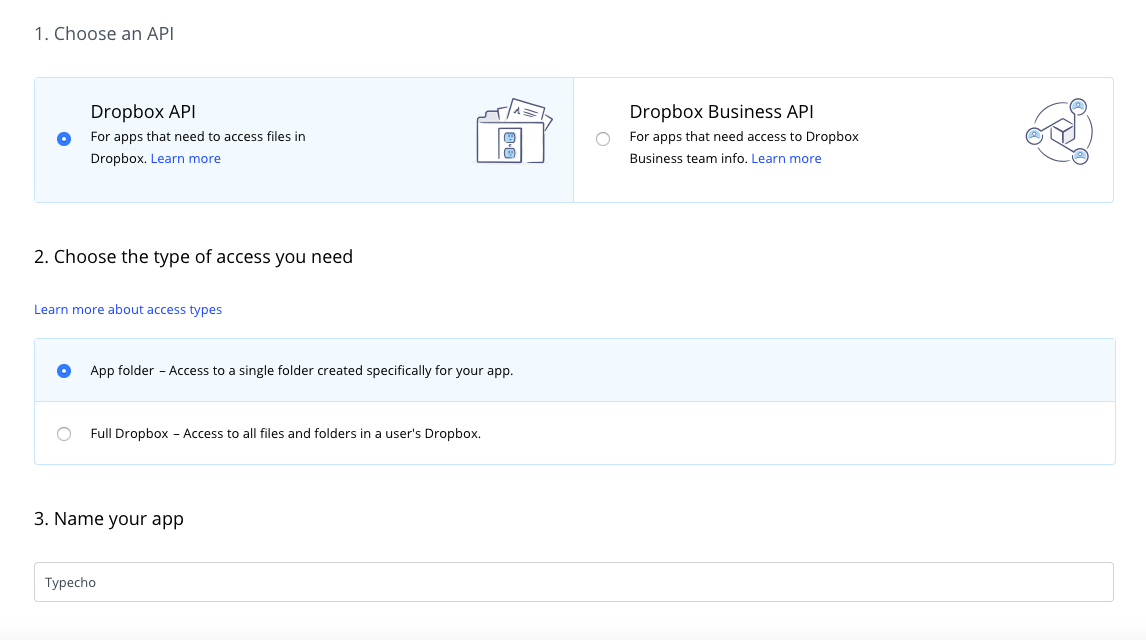 1. Choose an API
Dropbox API
For apps that need to access files in
Dropbox. Learn more
Dropbox Business API
For apps that need access to Dropbox
Business team info. Learn more
2. Choose the type of access you need
Learn more about access types
App folder – Access to a single folder created specifically for your app.
Full Dropbox – Access to all files and folders in a user's Dropbox.
3. Name your app
Typecho